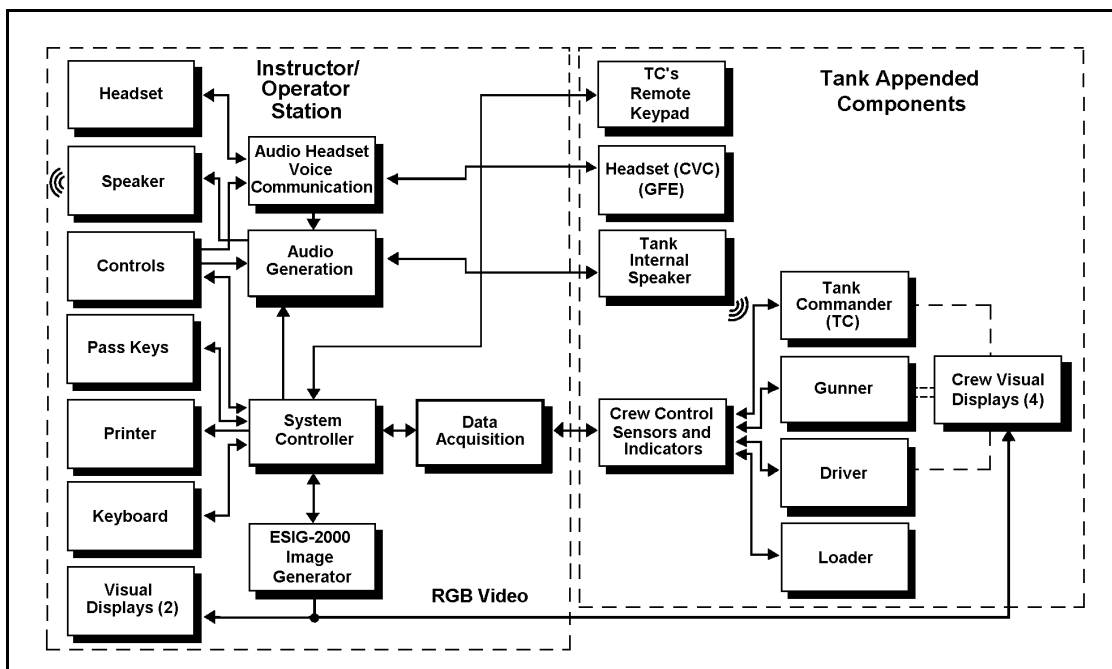 Instructor/
Operator
Station
Headset
Speaker
Controls
Pass Keys
Printer
Keyboard
Visual
Displays (2)
Audio Headset
Voice
Communication
Audio
Generation
System
Controller
Data
Acquisition
ESIG-2000
Image
Generator
RGB Video
Tank Appended
Components
TC's
Remote
Keypad
Headset (CVC)
(GFE)
Tank
Internal
Speaker
Crew Control
Sensors and
Indicators
Tank
Commander
(TC)
Gunner
Driver
Loader
Crew Visual
Displays (4)